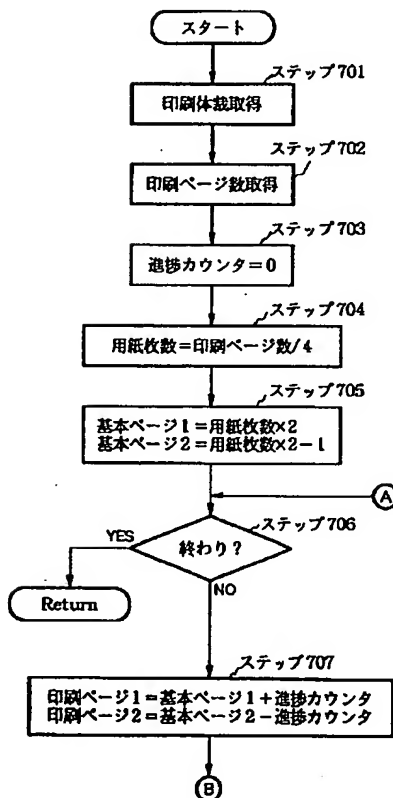 スタート
ステップ701
印刷体裁取得
ステップ702
印刷ページ数取得
ステップ703
進捗カウンタ=0
ステップ704
用紙枚数=印刷ページ数/4
ステップ705
基本ページ1=用紙枚数×2
基本ページ2=用紙枚数×2-1
A
ステップ706
YES
終わり?
Return
NO
ステップ707
印刷ページ1=基本ページ1+進捗カウンタ
印刷ページ2=基本ページ2-進捗カウンタ
B